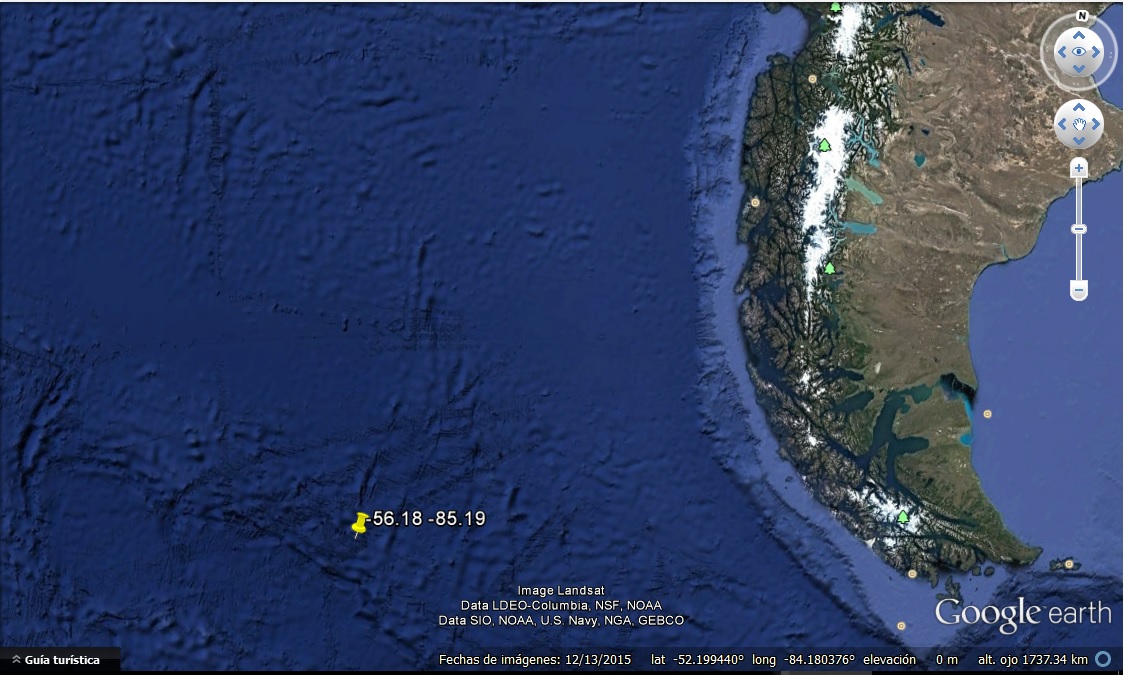 N
-56.18 -85.19
Image Landsat
Data LDEO-Columbia, NSF, NOAA
Data SIO, NOAA, U.S. Navy, NGA, GEBCO
Google earth
Guía turística
Fechas de imágenes: 12/13/2015 lat -52.199440° long -84.180376° elevación 0 m alt. ojo 1737.34 km